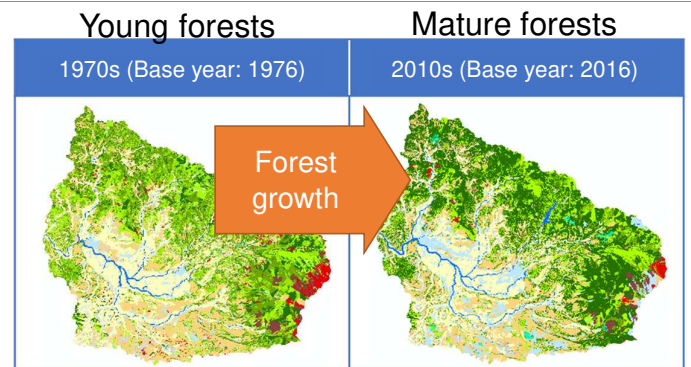 Young forests
Mature forests
1970s (Base year: 1976)
2010s (Base year: 2016)
Forest
growth